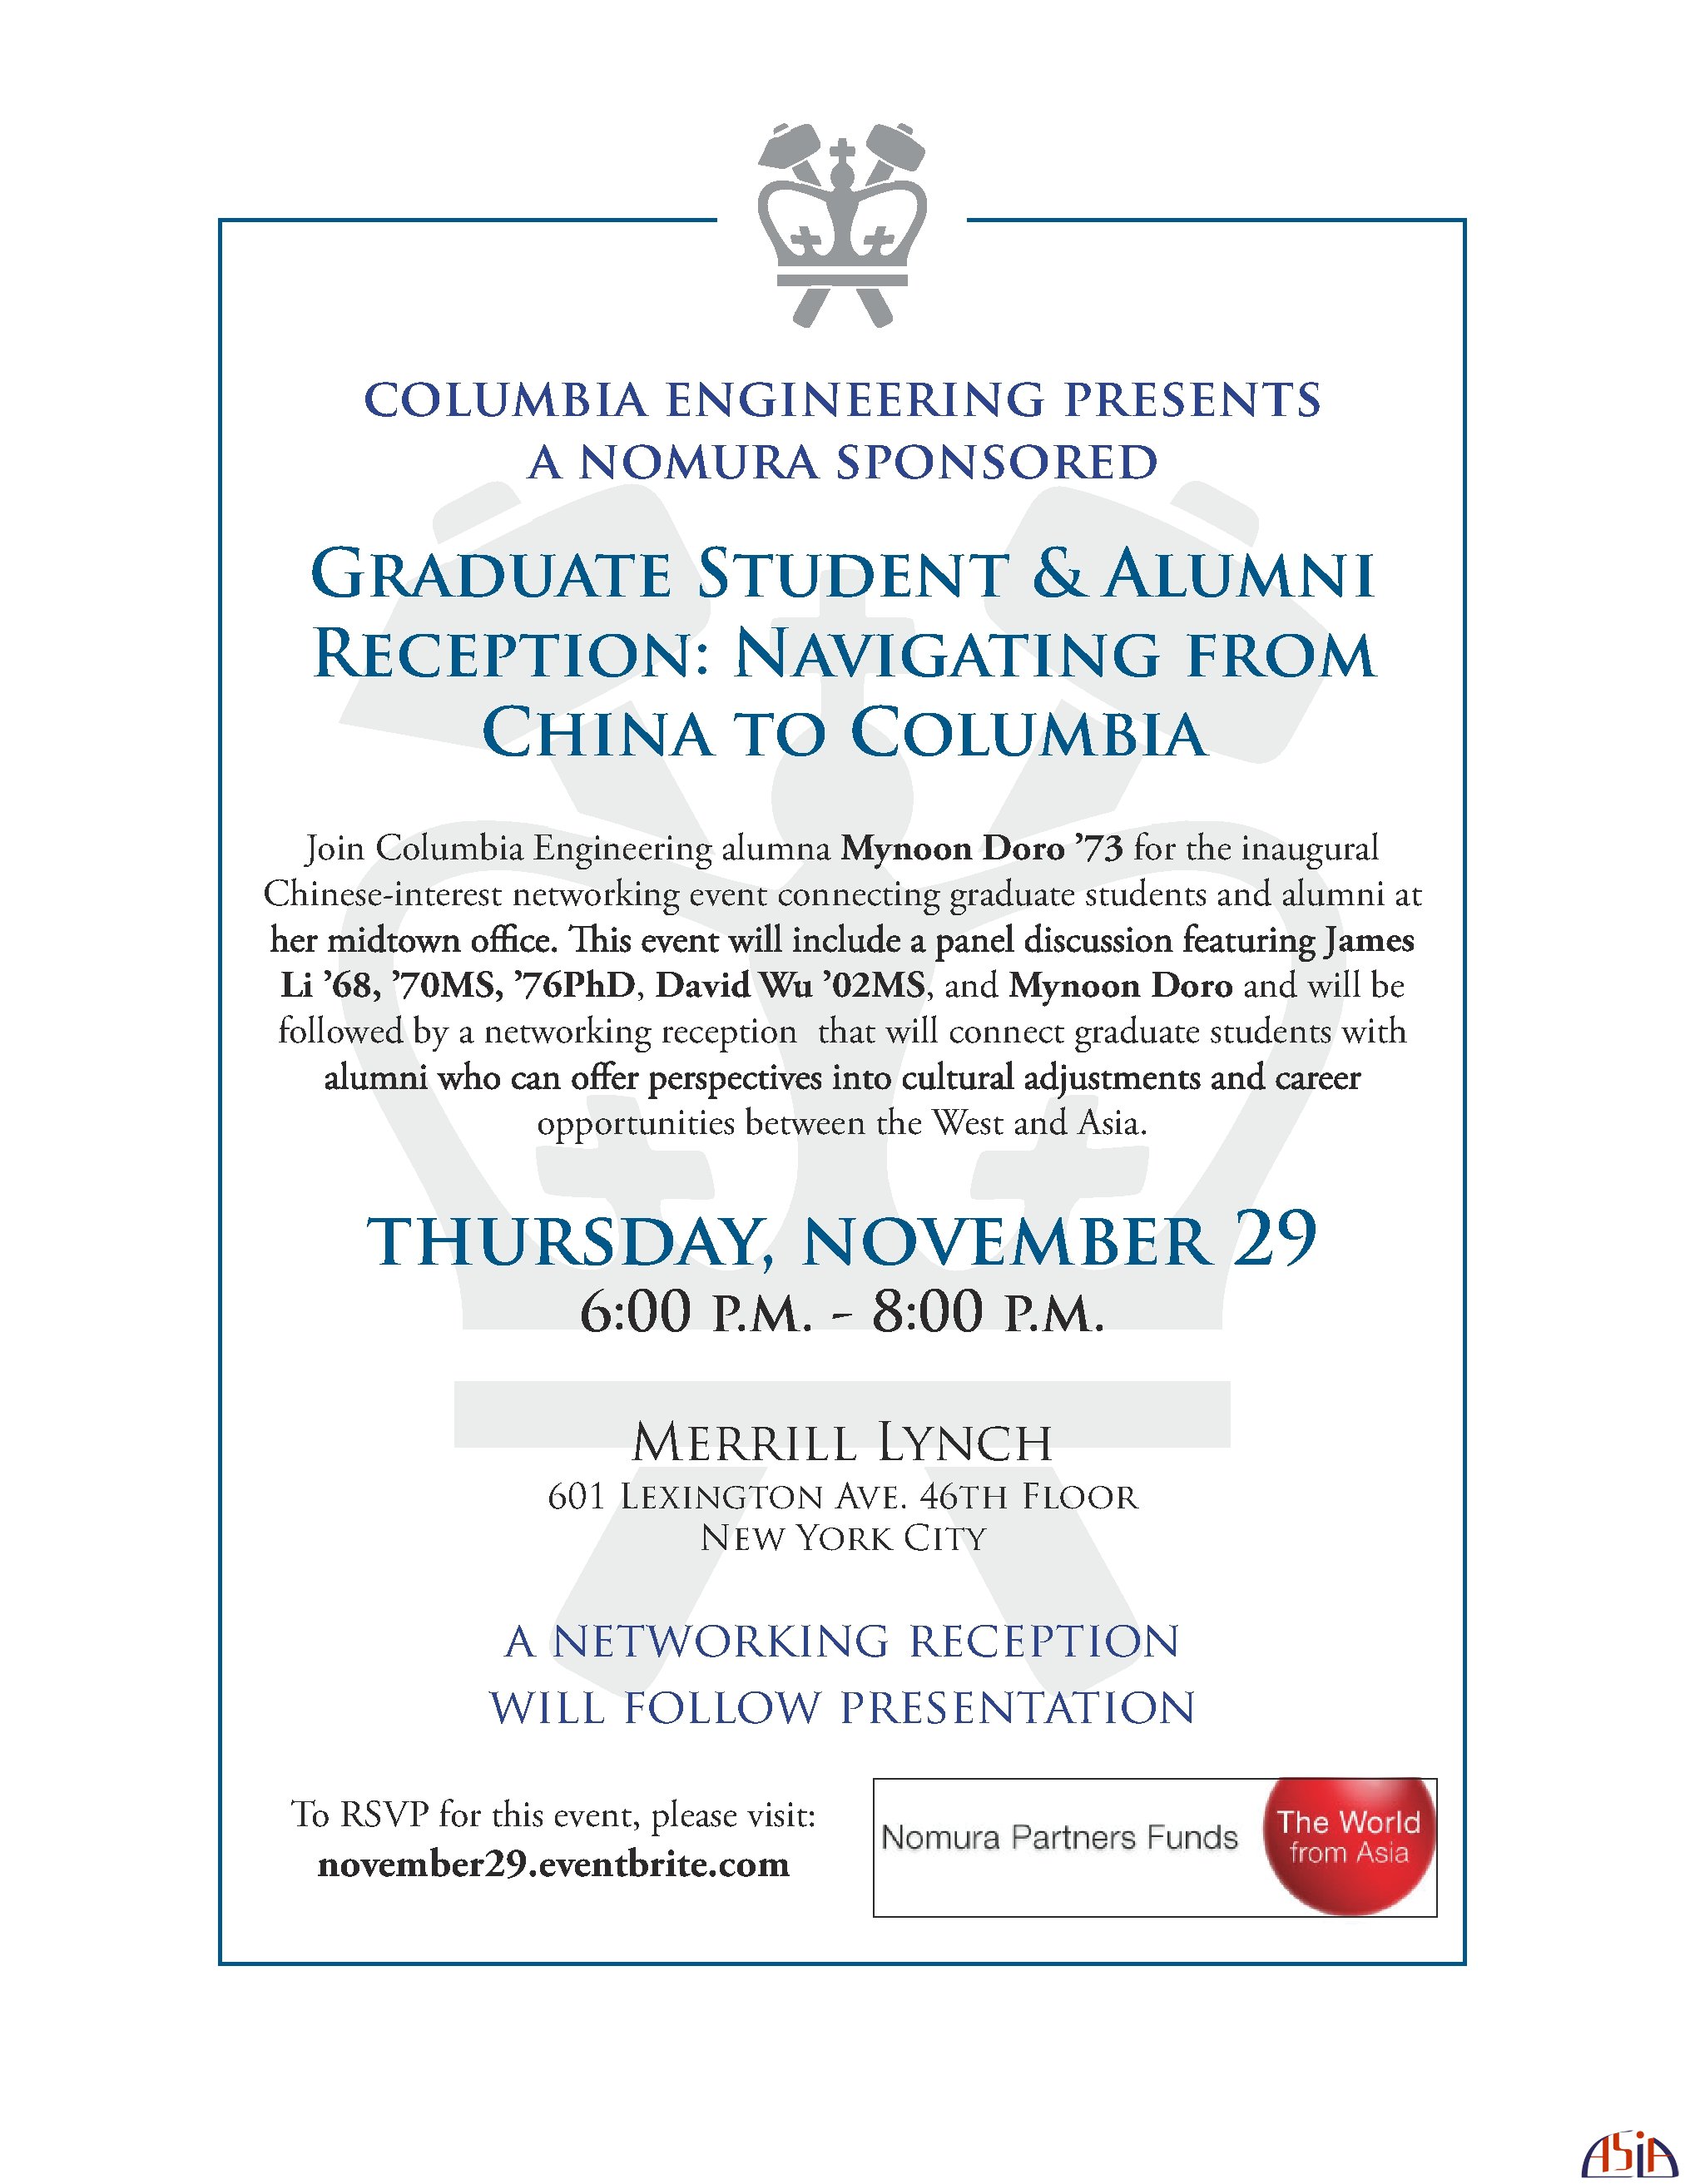 COLUMBIA ENGINEERING PRESENTS
A NOMURA SPONSORED
GRADUATE STUDENT & ALUMNI
RECEPTION: NAVIGATING FROM
CHINA TO COLUMBIA
Join Columbia Engineering alumna Mynoon Doro ’73 for the inaugural
Chinese-interest networking event connecting graduate students and alumni at
her midtown office. This event will include a panel discussion featuring James
Li ’68, ’70MS, ’76PhD, David Wu ’02MS, and Mynoon Doro and will be
followed by a networking reception that will connect graduate students with
alumni who can offer perspectives into cultural adjustments and career
opportunities between the West and Asia.
THURSDAY, NOVEMBER 29
6:00 P.M. - 8:00 P.M.
MERRILL LYNCH
601 LEXINGTON AVE. 46TH FLOOR
NEW YORK CITY
A NETWORKING RECEPTION
WILL FOLLOW PRESENTATION
To RSVP for this event, please visit:
november29.eventbrite.com
Nomura Partners Funds
The World
from Asia
ASiA